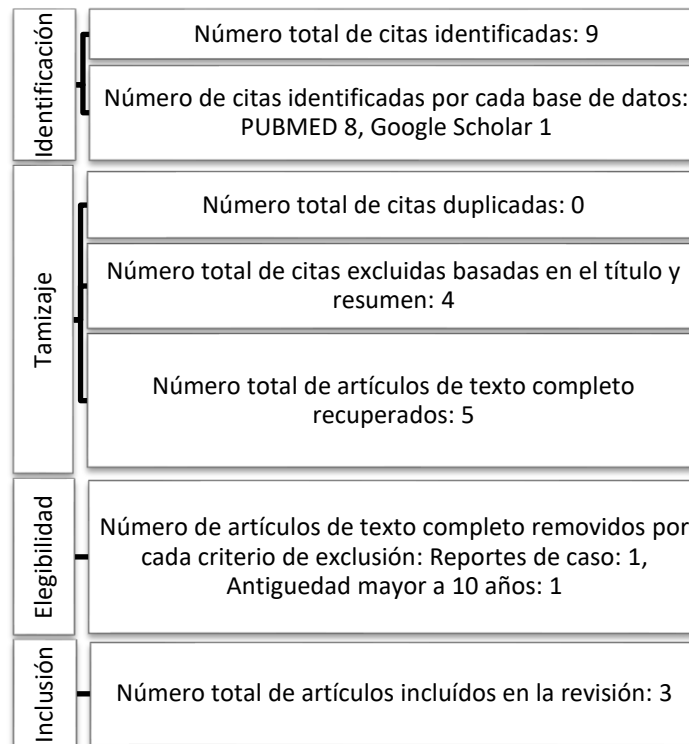 Identificación
Número total de citas identificadas: 9
Número de citas identificadas por cada base de datos:
PUBMED 8, Google Scholar 1
Tamizaje
Número total de citas duplicadas: 0
Número total de citas excluidas basadas en el título y
resumen: 4
Número total de artículos de texto completo
recuperados: 5
Elegibilidad
Número de artículos de texto completo removidos por
cada criterio de exclusión: Reportes de caso: 1,
Antiguedad mayor a 10 años: 1
Inclusión
Número total de artículos incluídos en la revisión: 3